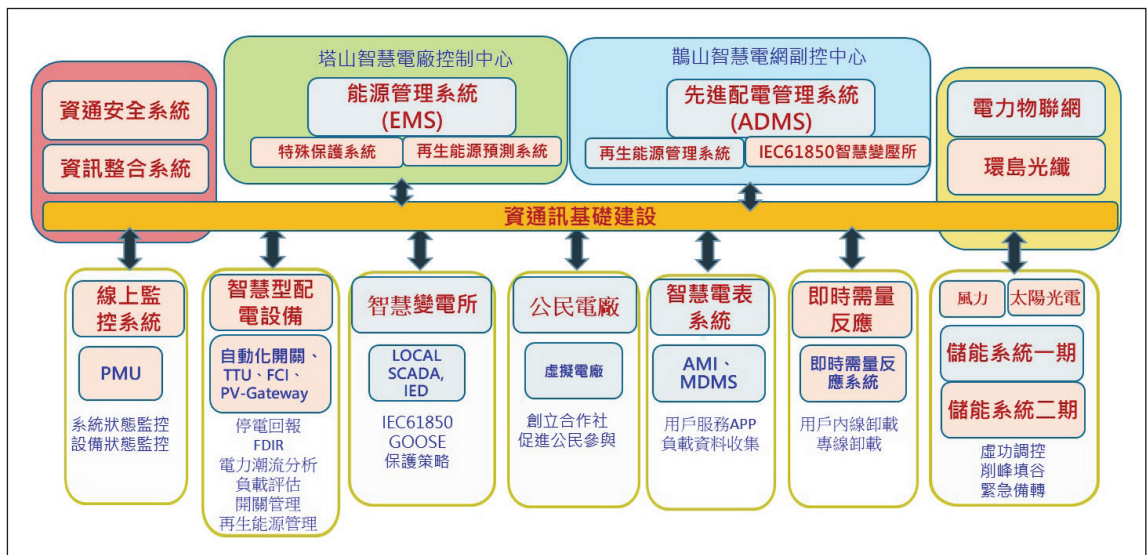 塔山智慧電廠控制中心
鵲山智慧電網副控中心
資通安全系統
資訊整合系統
能源管理系統
(EMS)
特殊保護系統
再生能源預測系統
先進配電管理系統
(ADMS)
再生能源管理系統
IEC61850智慧變壓所
電力物聯網
環島光纖
資通訊基礎建設
線上監
控系統
PMU
系統狀態監控
設備狀態監控
智慧型配
電設備
自動化開關、
TTU、FCI、
PV-Gateway
停電回報
FDIR
電力潮流分析
負載評估
開關管理
再生能源管理
智慧變電所
LOCAL
SCADA,
IED
IEC61850
GOOSE
保護策略
公民電廠
虛擬電廠
創立合作社
促進公民參與
智慧電表
系統
AMI、
MDMS
用戶服務APP
負載資料收集
即時需量
反應
即時需量反
應系統
用戶內線卸載
專線卸載
風力
太陽光電
儲能系統一期
儲能系統二期
虛功調控
削峰填谷
緊急備轉